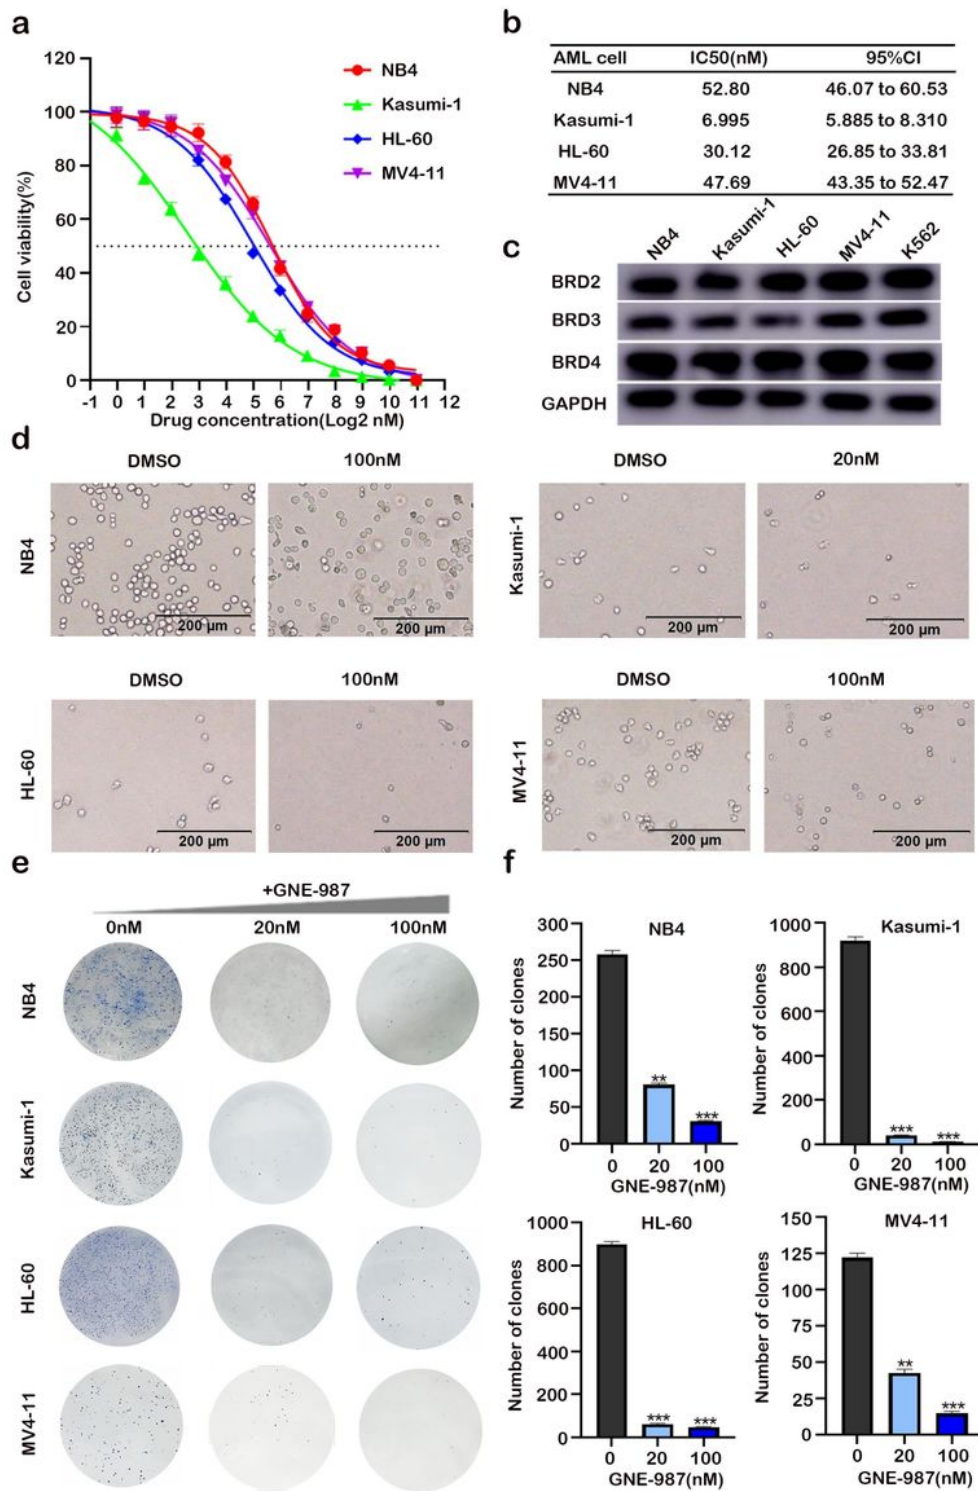 a
120
100
80
60
40
20
0
Cell viability(%)
-1 0 1 2 3 4 5 6 7 8 9 10 11 12
Drug concentration(Log2 nM)
NB4
Kasumi-1
HL-60
MV4-11
b
AML cell IC50(nM) 95%CI
NB4 52.80 46.07 to 60.53
Kasumi-1 6.995 5.885 to 8.310
HL-60 30.12 26.85 to 33.81
MV4-11 47.69 43.35 to 52.47
c
NB4 Kasumi-1 HL-60 MV4-11 K562
BRD2
BRD3
BRD4
GAPDH
d
DMSO 100nM
NB4
200 µm 200 µm
DMSO 20nM
Kasumi-1
200 µm 200 µm
DMSO 100nM
HL-60
200 µm 200 µm
DMSO 100nM
MV4-11
200 µm 200 µm
e
+GNE-987
0nM 20nM 100nM
NB4
Kasumi-1
HL-60
MV4-11
f
NB4
Number of clones
300
250
200
150
100
50
0
**
***
0 20 100
GNE-987(nM)
Kasumi-1
Number of clones
1000
800
600
400
200
0
***
***
0 20 100
GNE-987(nM)
HL-60
Number of clones
1000
800
600
400
200
0
***
***
0 20 100
GNE-987(nM)
MV4-11
Number of clones
150
125
100
75
50
25
0
**
***
0 20 100
GNE-987(nM)